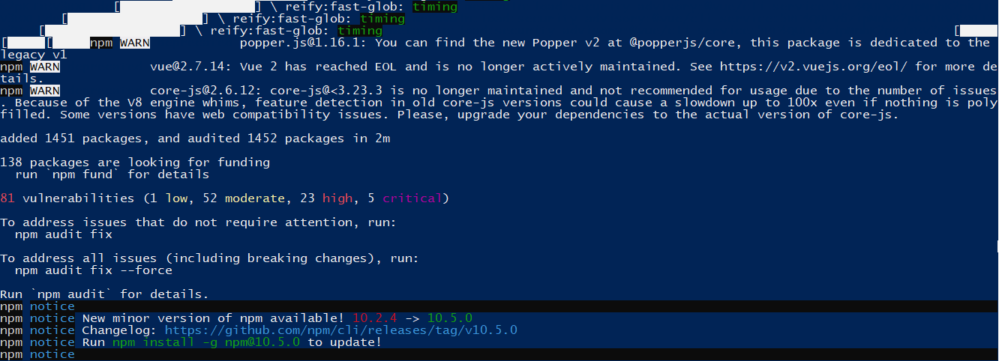 [ ] \ reify:fast-glob: timing
[ ] \ reify:fast-glob: timing
[ ] \ reify:fast-glob: timing [
[ [ npm WARN popper.js@1.16.1: You can find the new Popper v2 at @popperjs/core, this package is dedicated to the
legacy v1
npm WARN vue@2.7.14: Vue 2 has reached EOL and is no longer actively maintained. See https://v2.vuejs.org/eol/ for more de
tails.
npm WARN core-js@2.6.12: core-js@<3.23.3 is no longer maintained and not recommended for usage due to the number of issues
. Because of the V8 engine whims, feature detection in old core-js versions could cause a slowdown up to 100x even if nothing is poly
filled. Some versions have web compatibility issues. Please, upgrade your dependencies to the actual version of core-js.
added 1451 packages, and audited 1452 packages in 2m
138 packages are looking for funding
run `npm fund` for details
81 vulnerabilities (1 low, 52 moderate, 23 high, 5 critical)
To address issues that do not require attention, run:
npm audit fix
To address all issues (including breaking changes), run:
npm audit fix --force
Run `npm audit` for details.
npm notice
npm notice New minor version of npm available! 10.2.4 -> 10.5.0
npm notice Changelog: https://github.com/npm/cli/releases/tag/v10.5.0
npm notice Run npm install -g npm@10.5.0 to update!
npm notice